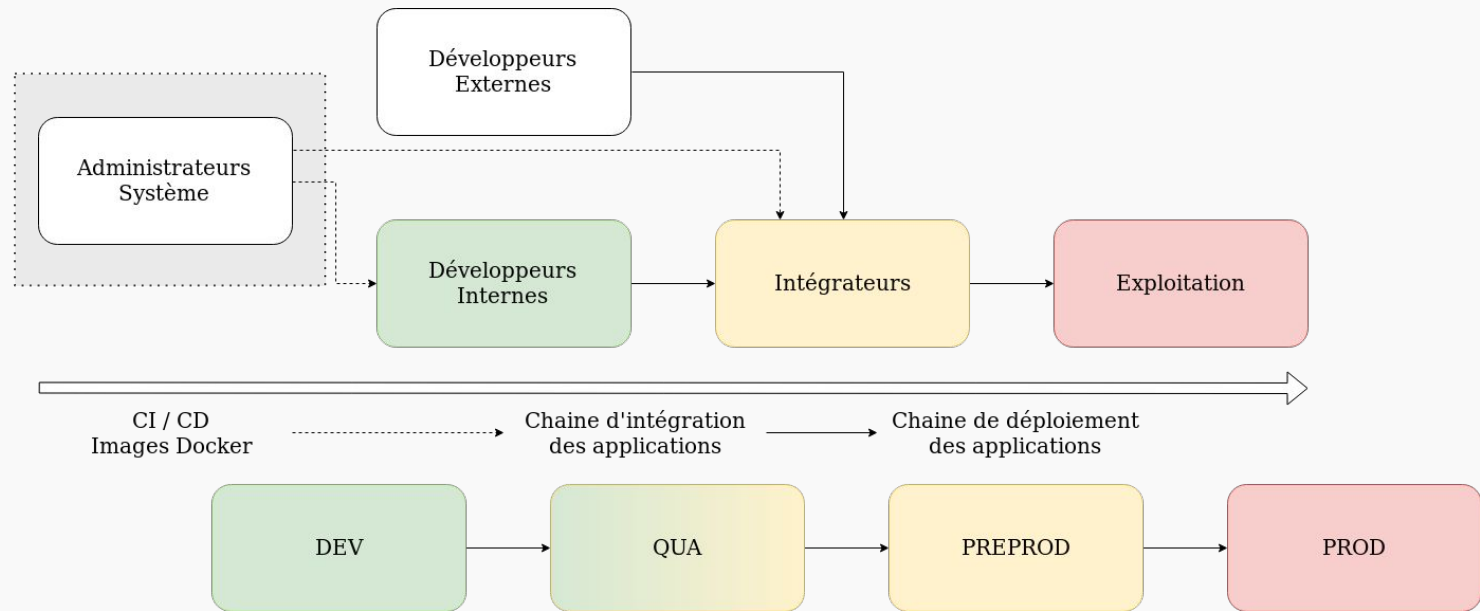 Développeurs
Externes
Administrateurs
Système
Développeurs
Internes
Intégrateurs
Exploitation
CI / CD
Images Docker
Chaine d'intégration
des applications
Chaine de déploiement
des applications
DEV
QUA
PREPROD
PROD